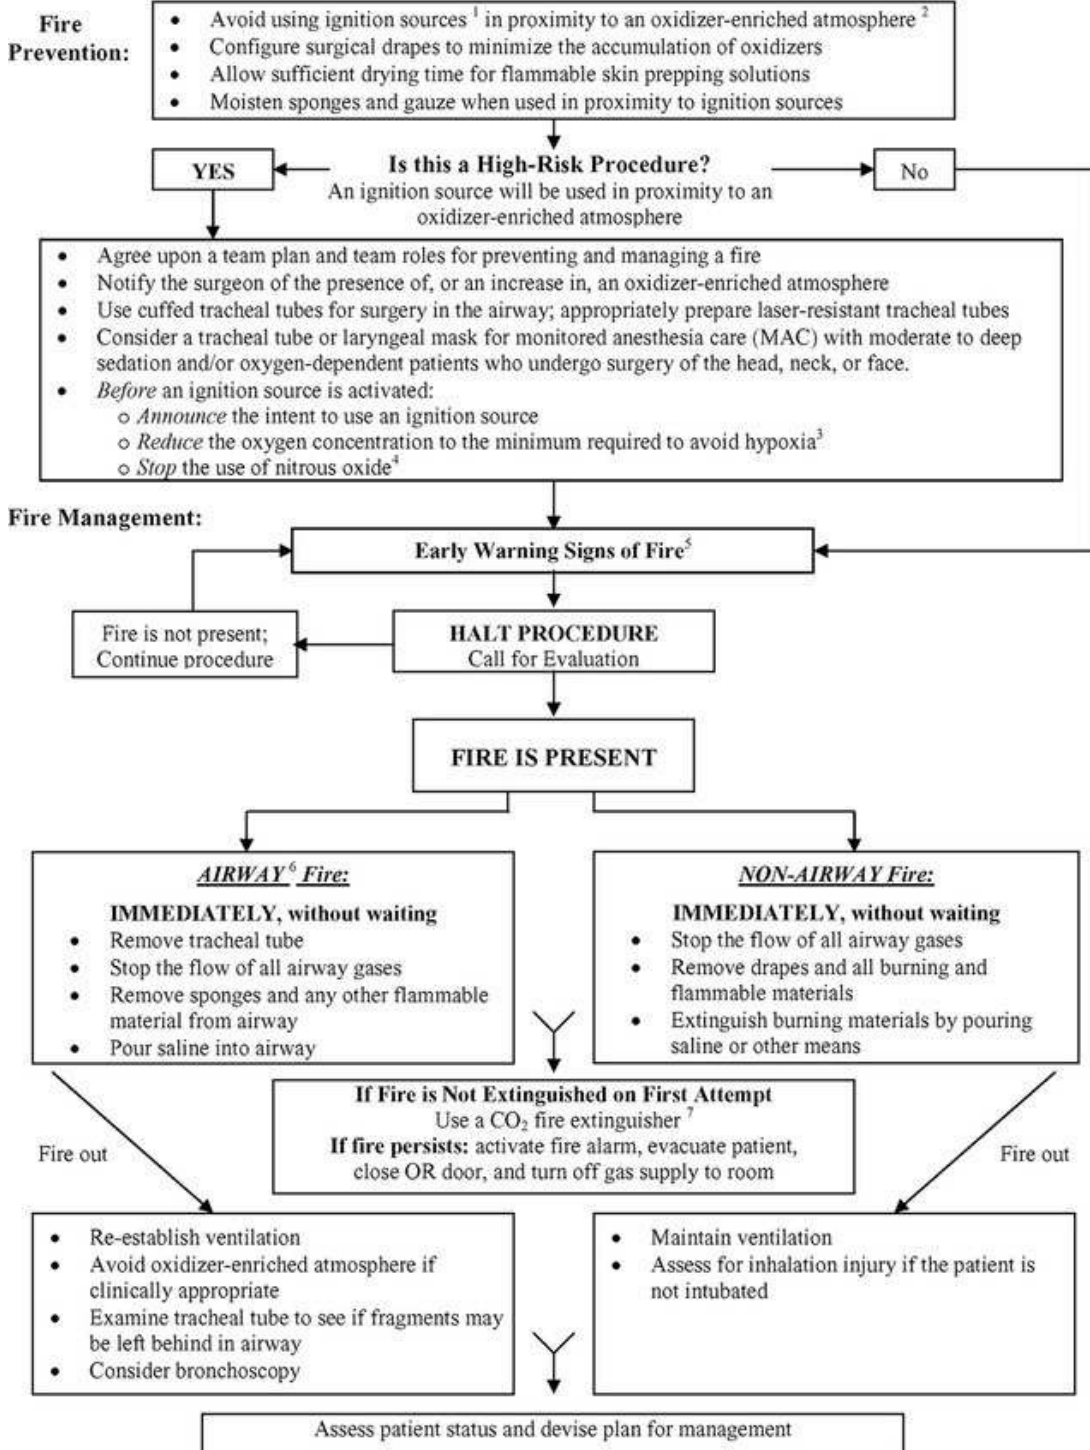 Fire
Prevention:
• Avoid using ignition sources 1 in proximity to an oxidizer-enriched atmosphere 2
• Configure surgical drapes to minimize the accumulation of oxidizers
• Allow sufficient drying time for flammable skin prepping solutions
• Moisten sponges and gauze when used in proximity to ignition sources
YES
Is this a High-Risk Procedure?
An ignition source will be used in proximity to an
oxidizer-enriched atmosphere
No
• Agree upon a team plan and team roles for preventing and managing a fire
• Notify the surgeon of the presence of, or an increase in, an oxidizer-enriched atmosphere
• Use cuffed tracheal tubes for surgery in the airway; appropriately prepare laser-resistant tracheal tubes
• Consider a tracheal tube or laryngeal mask for monitored anesthesia care (MAC) with moderate to deep
sedation and/or oxygen-dependent patients who undergo surgery of the head, neck, or face.
• Before an ignition source is activated:
o Announce the intent to use an ignition source
o Reduce the oxygen concentration to the minimum required to avoid hypoxia3
o Stop the use of nitrous oxide4
Fire Management:
Early Warning Signs of Fire5
Fire is not present;
Continue procedure
HALT PROCEDURE
Call for Evaluation
FIRE IS PRESENT
AIRWAY 6 Fire:
IMMEDIATELY, without waiting
• Remove tracheal tube
• Stop the flow of all airway gases
• Remove sponges and any other flammable
material from airway
• Pour saline into airway
NON-AIRWAY Fire:
IMMEDIATELY, without waiting
• Stop the flow of all airway gases
• Remove drapes and all burning and
flammable materials
• Extinguish burning materials by pouring
saline or other means
If Fire is Not Extinguished on First Attempt
Use a CO2 fire extinguisher 7
If fire persists: activate fire alarm, evacuate patient,
close OR door, and turn off gas supply to room
Fire out
Fire out
• Re-establish ventilation
• Avoid oxidizer-enriched atmosphere if
clinically appropriate
• Examine tracheal tube to see if fragments may
be left behind in airway
• Consider bronchoscopy
• Maintain ventilation
• Assess for inhalation injury if the patient is
not intubated
Assess patient status and devise plan for management